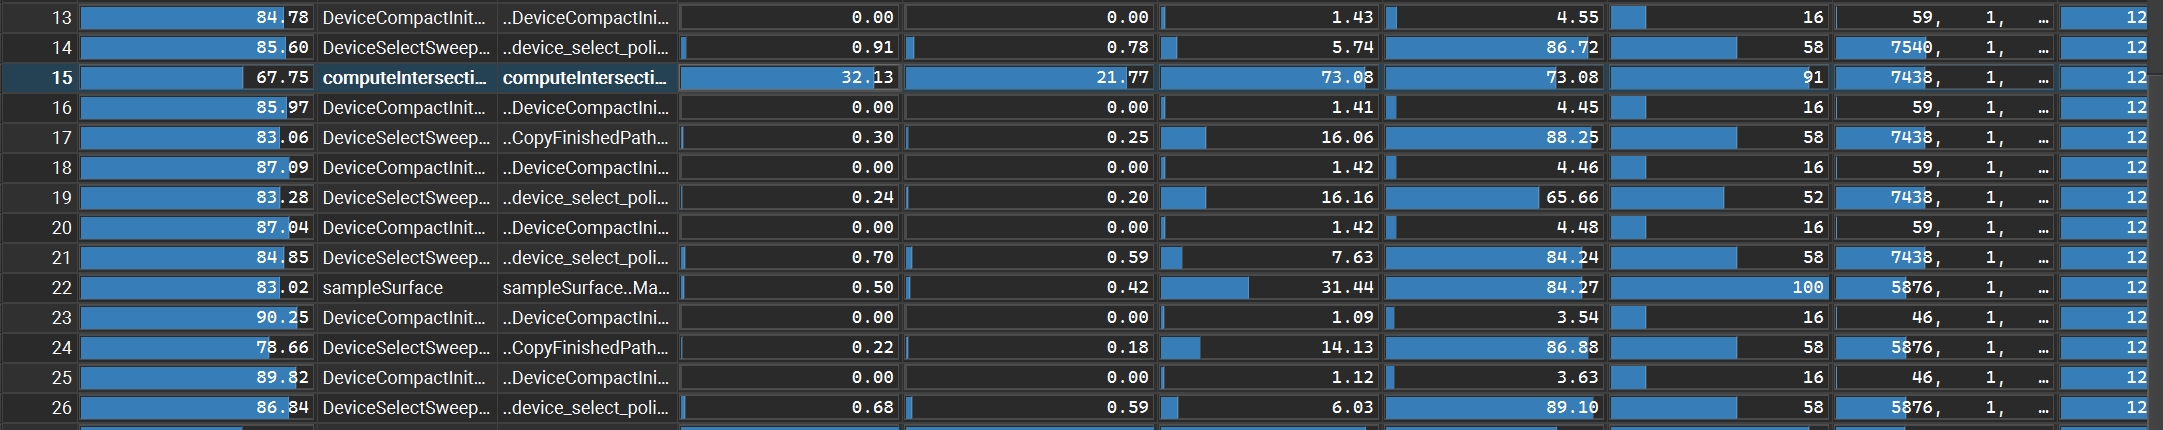 13 84.78 DeviceCompactInit... ..DeviceCompactIni... 0.00 0.00 1.43 4.55 16 59, 1, ... 12
14 85.60 DeviceSelectSweep... ..device_select_poli... 0.91 0.78 5.74 86.72 58 7540, 1, ... 12
15 67.75 computeIntersecti... computeIntersecti... 32.13 21.77 73.08 73.08 91 7438, 1, ... 12
16 85.97 DeviceCompactInit... ..DeviceCompactIni... 0.00 0.00 1.41 4.45 16 59, 1, ... 12
17 83.06 DeviceSelectSweep... ..CopyFinishedPath... 0.30 0.25 16.06 88.25 58 7438, 1, ... 12
18 87.09 DeviceCompactInit... ..DeviceCompactIni... 0.00 0.00 1.42 4.46 16 59, 1, ... 12
19 83.28 DeviceSelectSweep... ..device_select_poli... 0.24 0.20 16.16 65.66 52 7438, 1, ... 12
20 87.04 DeviceCompactInit... ..DeviceCompactIni... 0.00 0.00 1.42 4.48 16 59, 1, ... 12
21 84.85 DeviceSelectSweep... ..device_select_poli... 0.70 0.59 7.63 84.24 58 7438, 1, ... 12
22 83.02 sampleSurface sampleSurface..Ma... 0.50 0.42 31.44 84.27 100 5876, 1, ... 12
23 90.25 DeviceCompactInit... ..DeviceCompactIni... 0.00 0.00 1.09 3.54 16 46, 1, ... 12
24 78.66 DeviceSelectSweep... ..CopyFinishedPath... 0.22 0.18 14.13 86.88 58 5876, 1, ... 12
25 89.82 DeviceCompactInit... ..DeviceCompactIni... 0.00 0.00 1.12 3.63 16 46, 1, ... 12
26 86.84 DeviceSelectSweep... ..device_select_poli... 0.68 0.59 6.03 89.10 58 5876, 1, ... 12